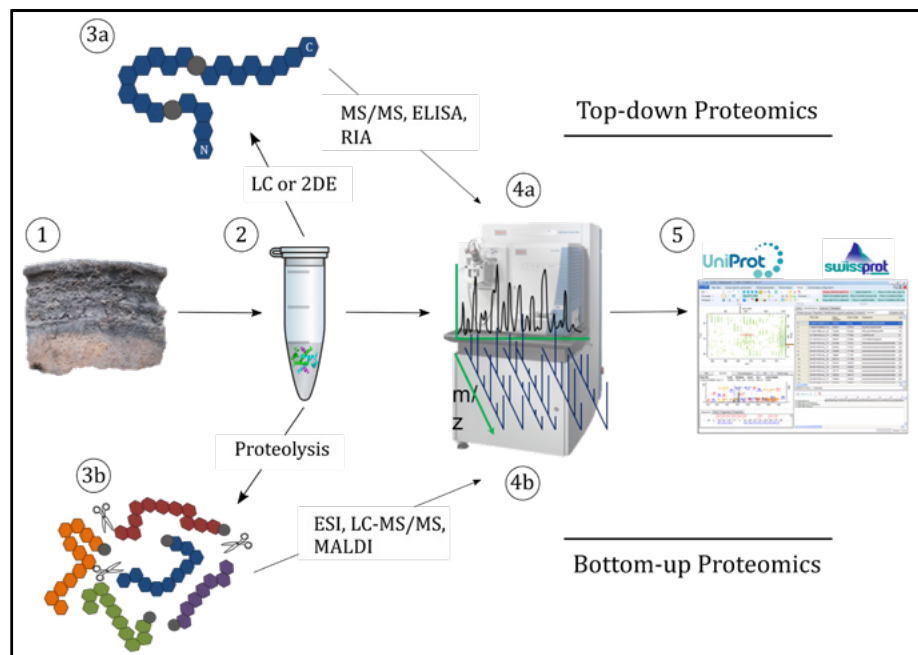 3a
C
N
MS/MS, ELISA,
RIA
Top-down Proteomics
LC or 2DE
4a
1
2
5
UniProt
swissprot
m/
z
Proteolysis
3b
4b
ESI, LC-MS/MS,
MALDI
Bottom-up Proteomics